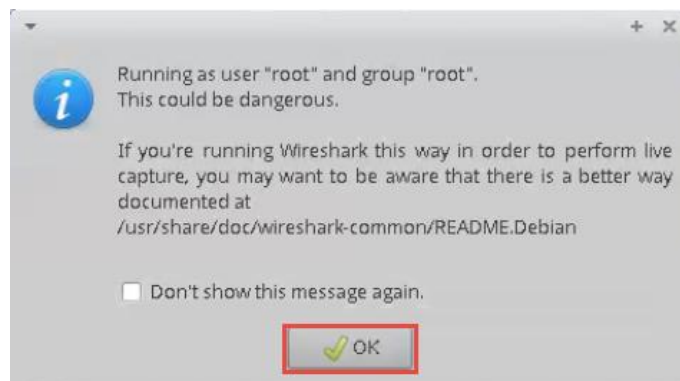 Running as user "root" and group "root".
This could be dangerous.
If you're running Wireshark this way in order to perform live
capture, you may want to be aware that there is a better way
documented at
/usr/share/doc/wireshark-common/README.Debian
Don't show this message again.
OK